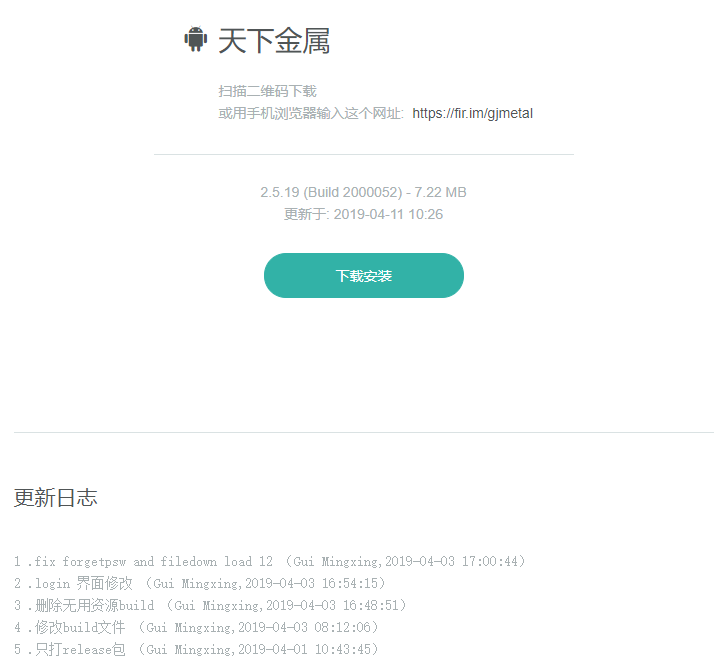 天下金属
扫描二维码下载
或用手机浏览器输入这个网址: https://fir.im/gjmetal
2.5.19 (Build 2000052) - 7.22 MB
更新于: 2019-04-11 10:26
下载安装
更新日志
1 .fix forgetpsw and filedown load 12 （Gui Mingxing,2019-04-03 17:00:44）
2 .login 界面修改 （Gui Mingxing,2019-04-03 16:54:15）
3 .删除无用资源build （Gui Mingxing,2019-04-03 16:48:51）
4 .修改build文件 （Gui Mingxing,2019-04-03 08:12:06）
5 .只打release包 （Gui Mingxing,2019-04-01 10:43:45）